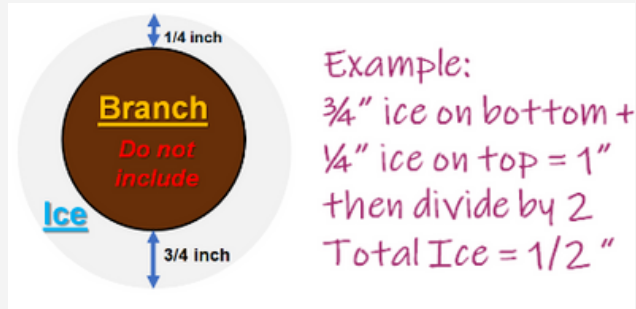 1/4 inch
Branch
Do not
include
Ice
3/4 inch
Example:
¾" ice on bottom +
¼" ice on top = 1"
then divide by 2
Total Ice = 1/2 "